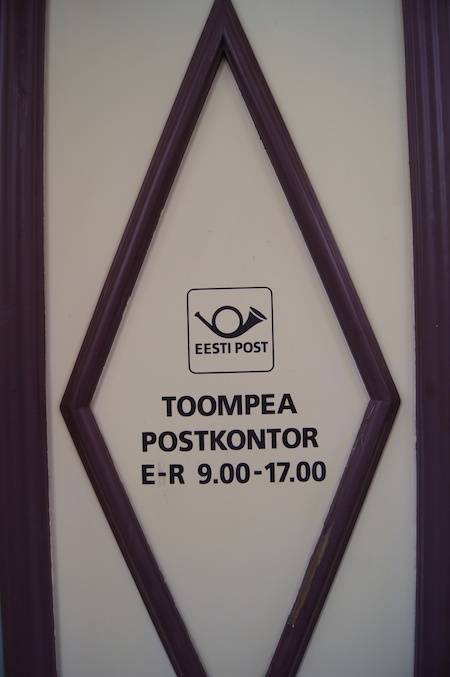 EESTI POST
TOOMPEA
POSTKONTOR
E-R 9.00-17.00